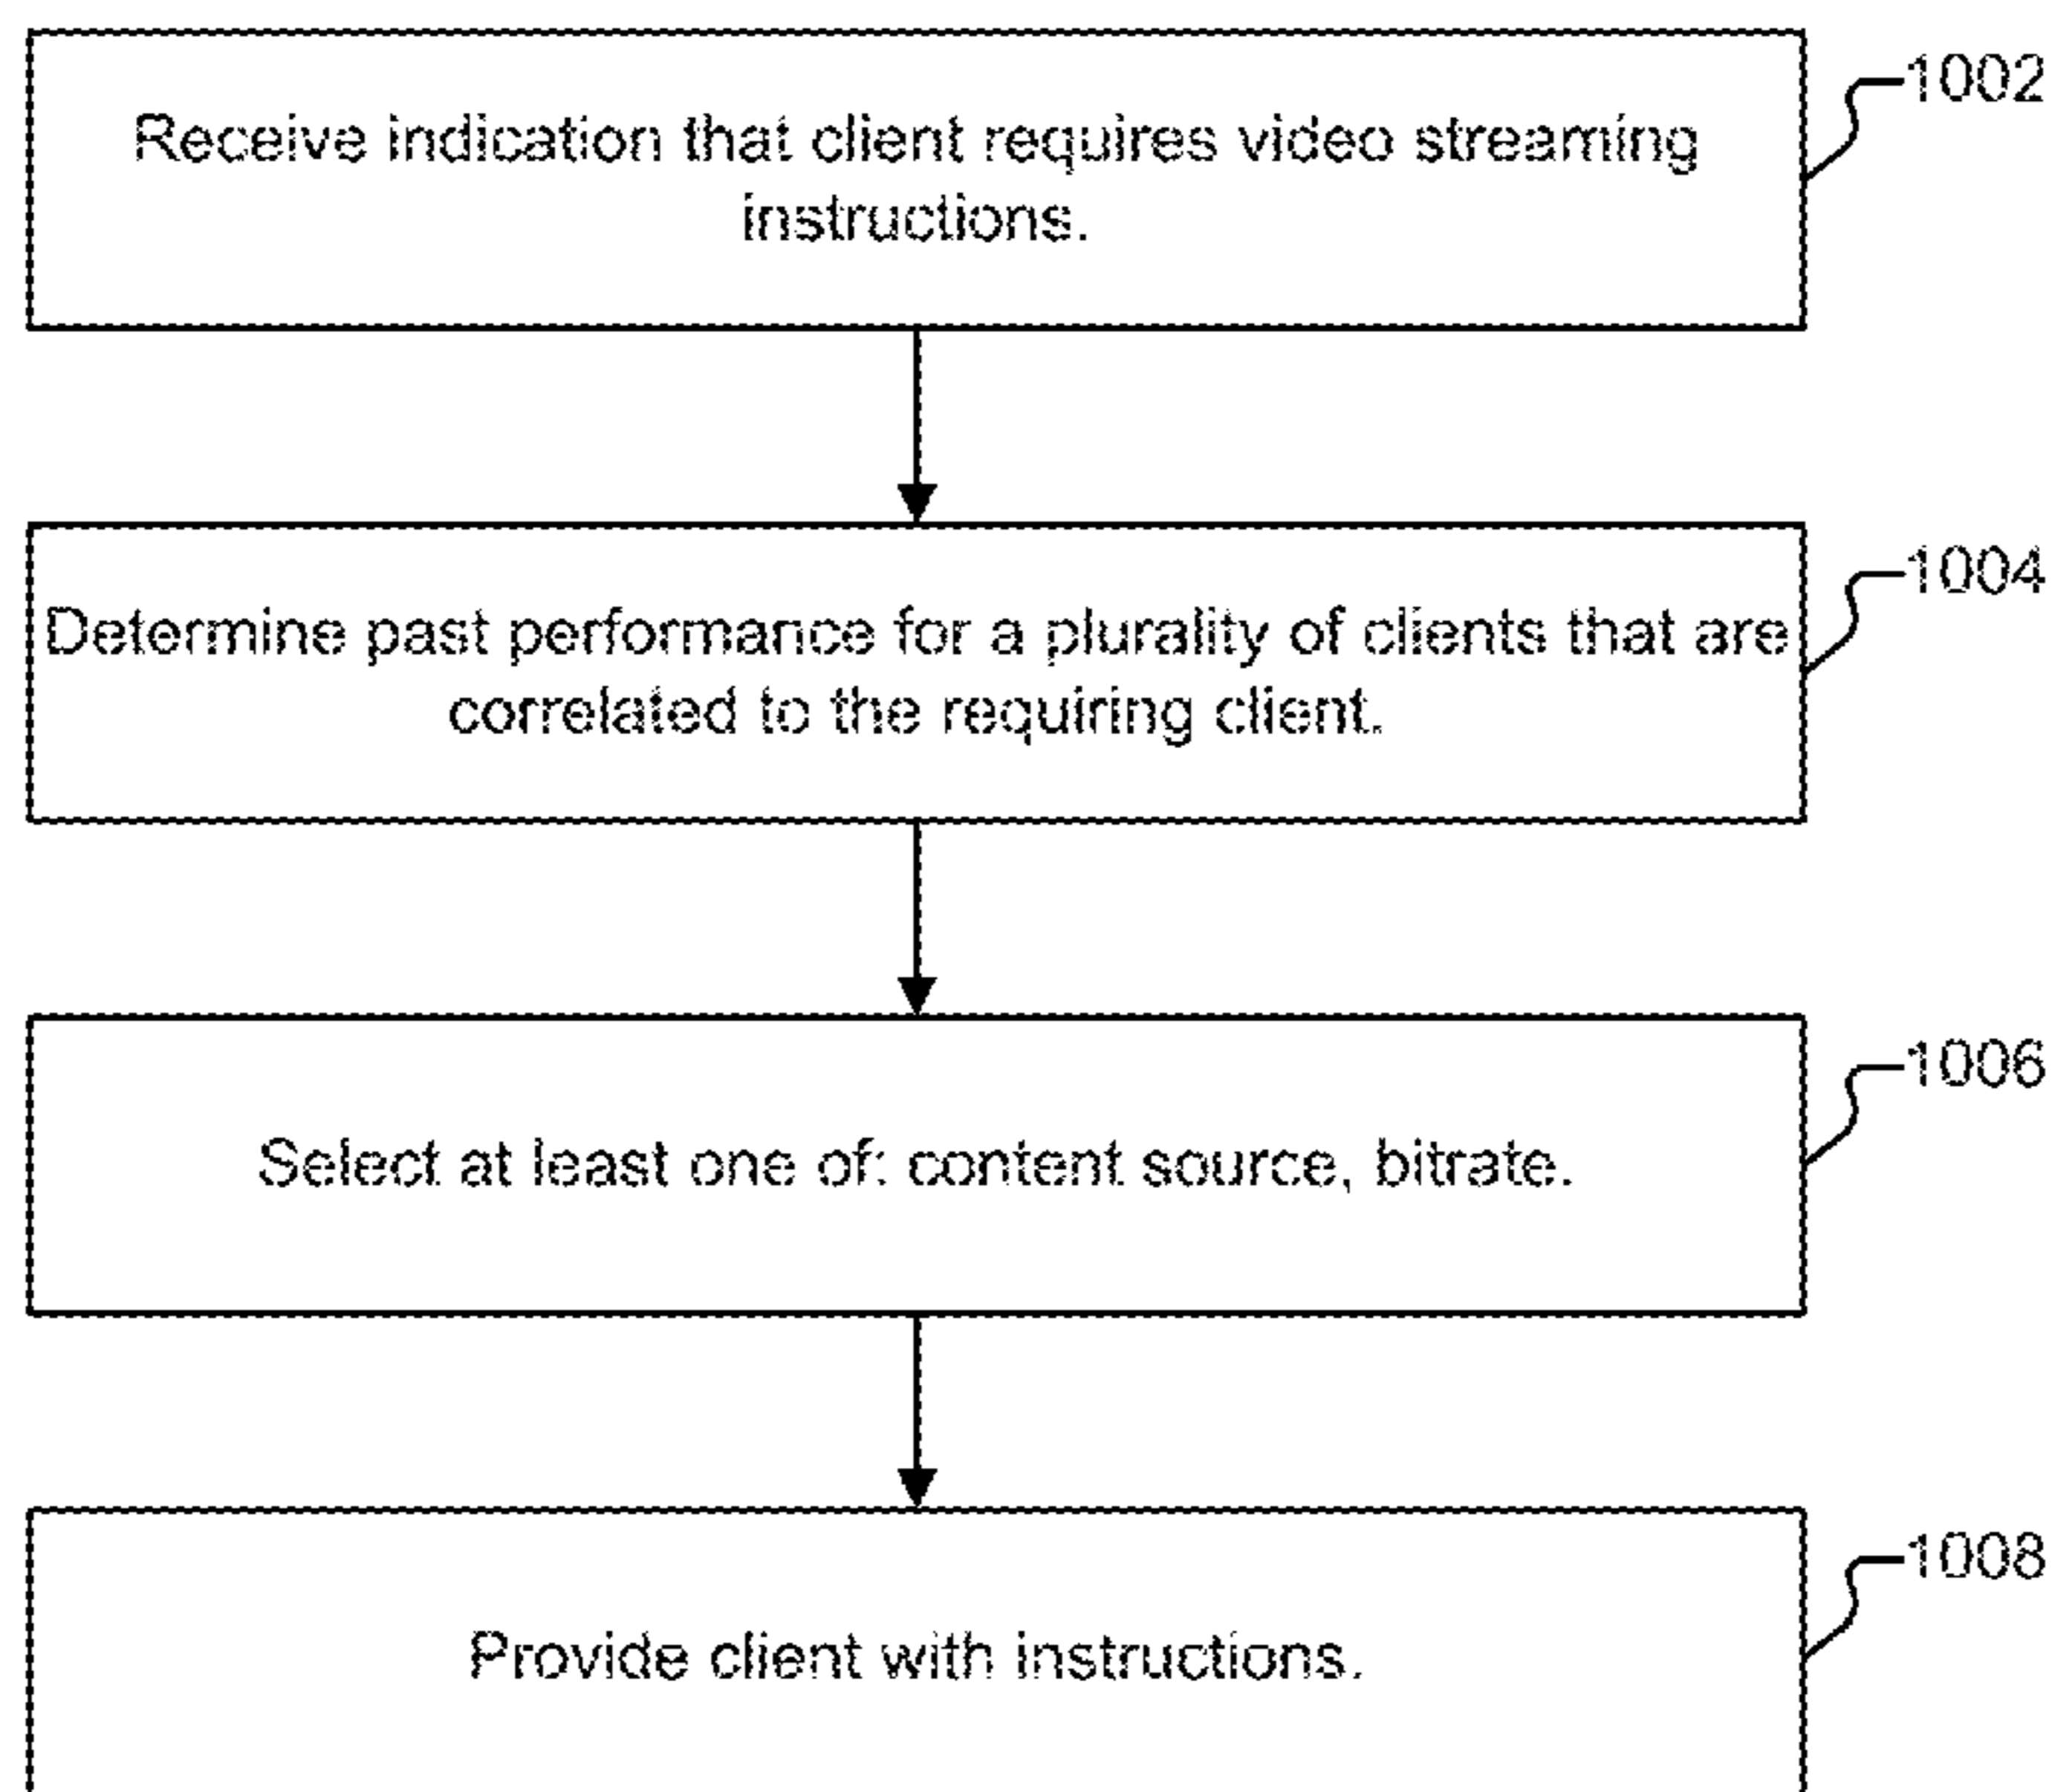 1002
Receive indication that client requires video streaming
instructions.
1004
Determine past performance for a plurality of clients that are
correlated to the requiring client.
1006
Select at least one of: content source, bitrate.
1008
Provide client with instructions.